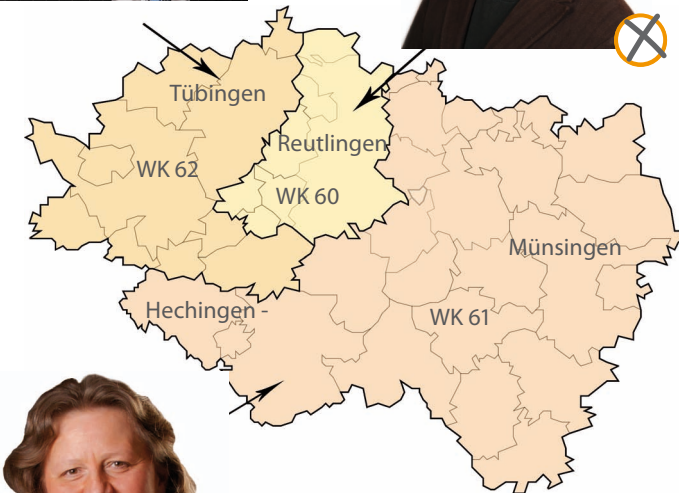 Tübingen
WK 62
Reutlingen
WK 60
Münsingen
Hechingen -
WK 61